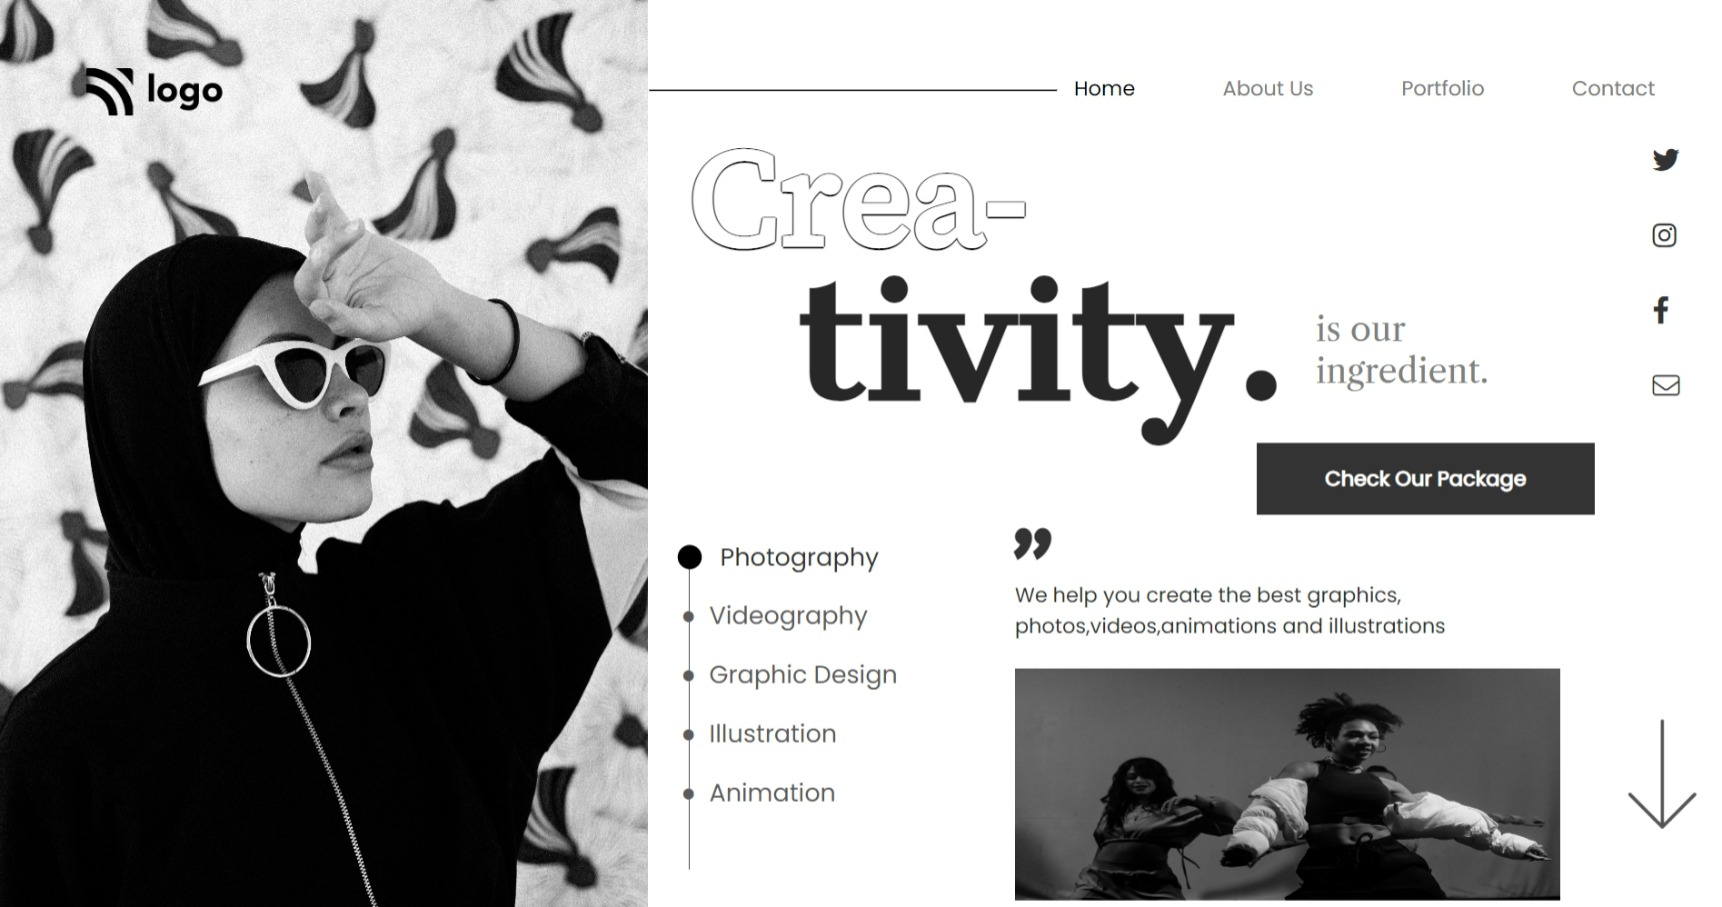 logo
Home About Us Portfolio Contact
Crea-
tivity.
is our
ingredient.
Check Our Package
Photography
Videography
Graphic Design
Illustration
Animation
”
We help you create the best graphics,
photos,videos,animations and illustrations